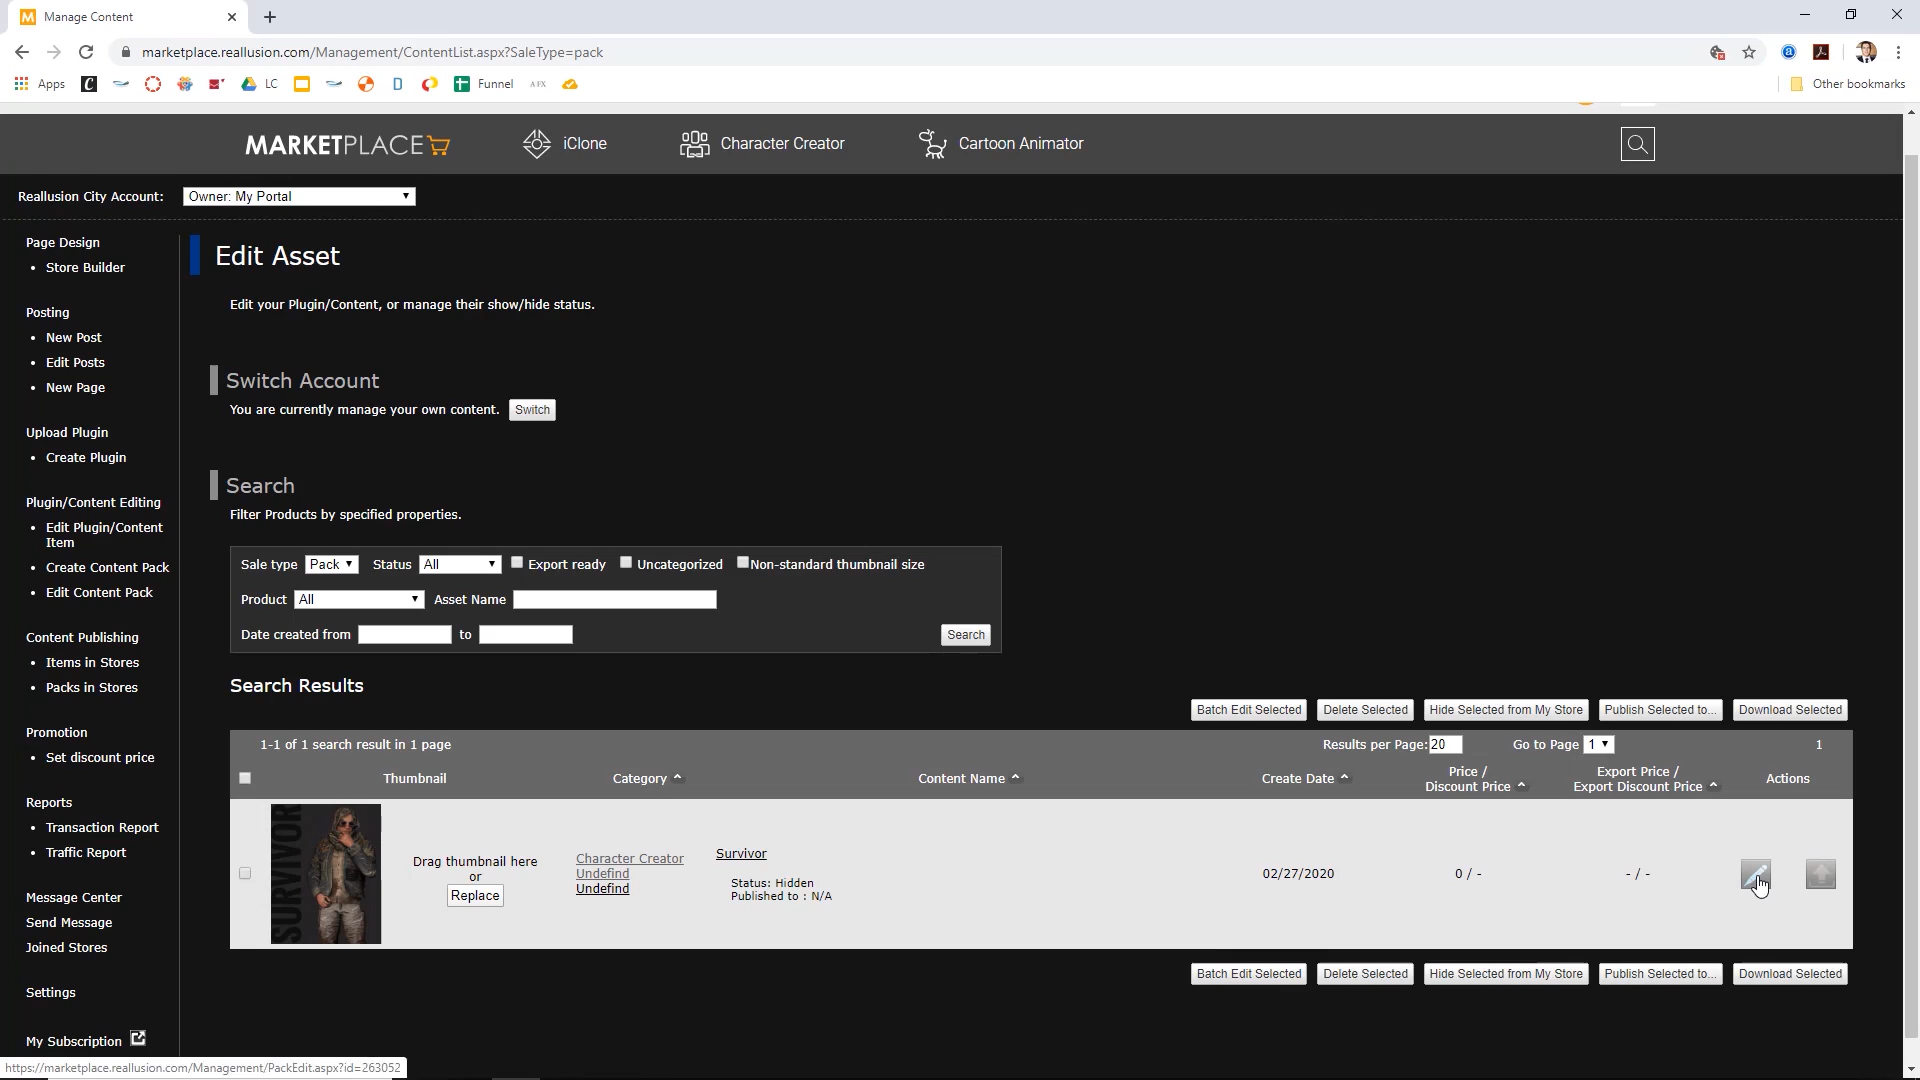 Manage Content
marketplace.reallusion.com/Management/ContentList.aspx?SaleType=pack
Apps
LC
D
Funnel
Other bookmarks
MARKETPLACE
iClone
Character Creator
Cartoon Animator
Reallusion City Account:
Owner: My Portal
Page Design
Store Builder
Posting
New Post
Edit Posts
New Page
Upload Plugin
Create Plugin
Plugin/Content Editing
Edit Plugin/Content
Item
Create Content Pack
Edit Content Pack
Content Publishing
Items in Stores
Packs in Stores
Promotion
Set discount price
Reports
Transaction Report
Traffic Report
Message Center
Send Message
Joined Stores
Settings
My Subscription
Edit Asset
Edit your Plugin/Content, or manage their show/hide status.
Switch Account
You are currently manage your own content. Switch
Search
Filter Products by specified properties.
Sale type Pack Status All Export ready Uncategorized Non-standard thumbnail size
Product All Asset Name
Date created from to Search
Search Results
Batch Edit Selected Delete Selected Hide Selected from My Store Publish Selected to... Download Selected
1-1 of 1 search result in 1 page Results per Page: 20 Go to Page 1 1
Thumbnail Category Content Name Create Date Price / Discount Price Export Price / Export Discount Price Actions
SURVIVOR
Drag thumbnail here
or
Replace
Character Creator
Undefind
Undefind
Survivor
Status: Hidden
Published to : N/A
02/27/2020
0 / -
- / -
Batch Edit Selected Delete Selected Hide Selected from My Store Publish Selected to... Download Selected
https://marketplace.reallusion.com/Management/PackEdit.aspx?id=263052